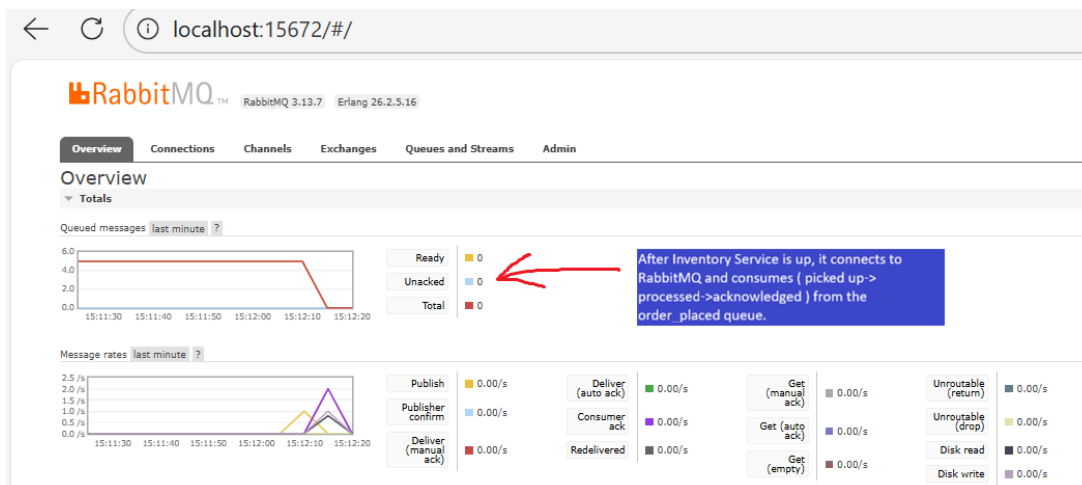 localhost:15672/#/
RabbitMQ TM RabbitMQ 3.13.7 Erlang 26.2.5.16
Overview Connections Channels Exchanges Queues and Streams Admin
Overview
Totals
Queued messages last minute ?
6.0
4.0
2.0
0.0
15:11:30 15:11:40 15:11:50 15:12:00 15:12:10 15:12:20
Ready 0
Unacked 0
Total 0
After Inventory Service is up, it connects to
RabbitMQ and consumes ( picked up->
processed->acknowledged ) from the
order_placed queue.
Message rates last minute ?
2.5 /s
2.0 /s
1.5 /s
1.0 /s
0.5 /s
0.0 /s
15:11:30 15:11:40 15:11:50 15:12:00 15:12:10 15:12:20
Publish 0.00/s
Publisher
confirm 0.00/s
Deliver
(manual 0.00/s
ack)
Deliver
(auto ack) 0.00/s
Consumer
ack 0.00/s
Redelivered 0.00/s
Get
(manual 0.00/s
ack)
Get (auto
ack) 0.00/s
Get
(empty) 0.00/s
Unroutable
(return) 0.00/s
Unroutable
(drop) 0.00/s
Disk read 0.00/s
Disk write 0.00/s